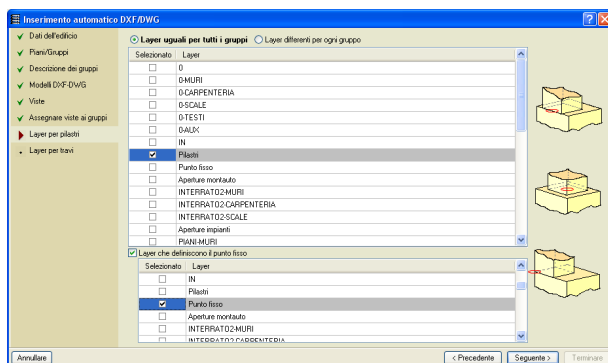 Inserimento automatico DXF/DWG
Dati dell'edificio
Piani/Gruppi
Descrizione dei gruppi
Modelli DXF-DWG
Viste
Assegnare viste ai gruppi
Layer per pilastri
Layer per travi
Layer uguali per tutti i gruppi Layer differenti per ogni gruppo
Selezionato Layer
0
0-MURI
0-CARPENTERIA
0-SCALE
0-TESTI
0-AUX
IN
Pilastri
Punto fisso
Aperture montauto
INTERRATO2-MURI
INTERRATO2-CARPENTERIA
INTERRATO2-SCALE
Aperture impianti
PIANI-MURI
Layer che definiscono il punto fisso
Selezionato Layer
IN
Pilastri
Punto fisso
Aperture montauto
INTERRATO2-MURI
INTERRATO2-CARPENTERIA
Annullare < Precedente Seguente > Terminare